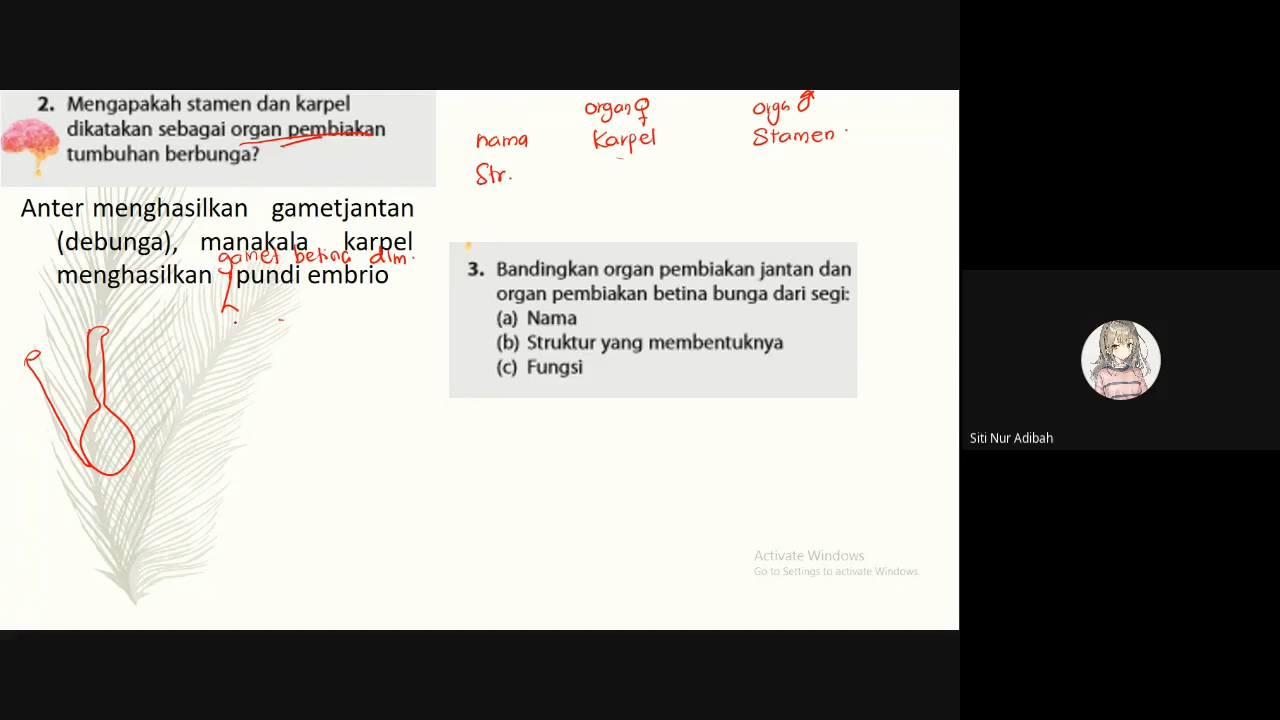 2. Mengapakah stamen dan karpel
dikatakan sebagai organ pembiakan
tumbuhan berbunga?
Anter menghasilkan gametjantan
(debunga), manakala karpel
gamet betina dlm.
menghasilkan pundi embrio
organ ♀ orgn ♂
nama Karpel Stamen
Str.
3. Bandingkan organ pembiakan jantan dan
organ pembiakan betina bunga dari segi:
(a) Nama
(b) Struktur yang membentuknya
(c) Fungsi
Activate Windows
Go to Settings to activate Windows.
Siti Nur Adibah